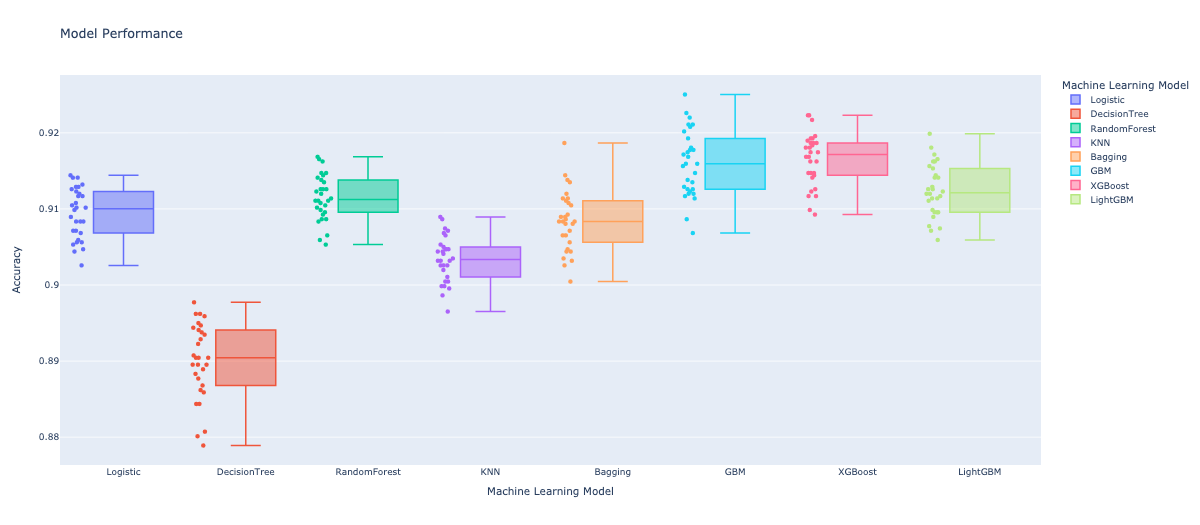 Model Performance
Machine Learning Model
Logistic
DecisionTree
RandomForest
KNN
Bagging
GBM
XGBoost
LightGBM
Accuracy
0.92
0.91
0.9
0.89
0.88
Logistic
DecisionTree
RandomForest
KNN
Bagging
GBM
XGBoost
LightGBM
Machine Learning Model